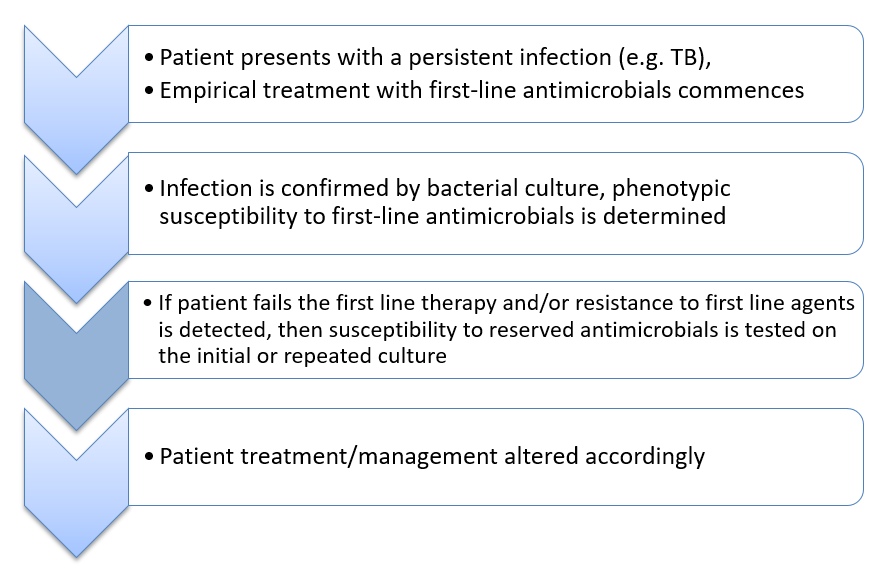 • Patient presents with a persistent infection (e.g. TB),
• Empirical treatment with first-line antimicrobials commences
• Infection is confirmed by bacterial culture, phenotypic
susceptibility to first-line antimicrobials is determined
• If patient fails the first line therapy and/or resistance to first line agents
is detected, then susceptibility to reserved antimicrobials is tested on
the initial or repeated culture
• Patient treatment/management altered accordingly